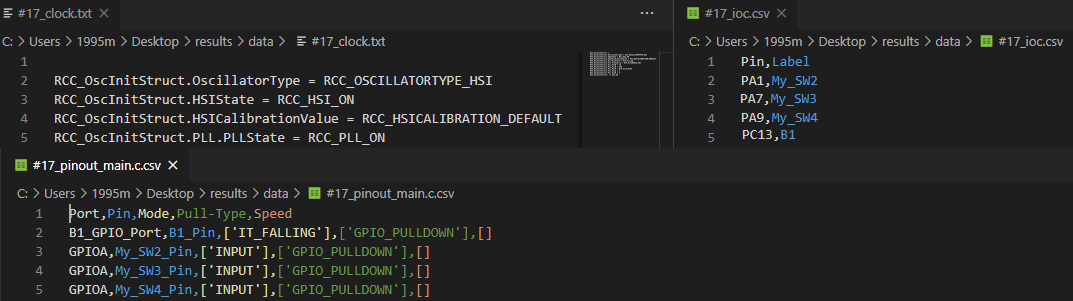 #17_clock.txt ×
···
C: > Users > 1995m > Desktop > results > data > #17_clock.txt
1
2 RCC_OscInitStruct.OscillatorType = RCC_OSCILLATORTYPE_HSI
3 RCC_OscInitStruct.HSIState = RCC_HSI_ON
4 RCC_OscInitStruct.HSICalibrationValue = RCC_HSICALIBRATION_DEFAULT
5 RCC_OscInitStruct.PLL.PLLState = RCC_PLL_ON
#17_ioc.csv ×
C: > Users > 1995m > Desktop > results > data > #17_ioc.csv
1 Pin,Label
2 PA1,My_SW2
3 PA7,My_SW3
4 PA9,My_SW4
5 PC13,B1
#17_pinout_main.c.csv ×
C: > Users > 1995m > Desktop > results > data > #17_pinout_main.c.csv
1 Port,Pin,Mode,Pull-Type,Speed
2 B1_GPIO_Port,B1_Pin,['IT_FALLING'],['GPIO_PULLDOWN'],[]
3 GPIOA,My_SW2_Pin,['INPUT'],['GPIO_PULLDOWN'],[]
4 GPIOA,My_SW3_Pin,['INPUT'],['GPIO_PULLDOWN'],[]
5 GPIOA,My_SW4_Pin,['INPUT'],['GPIO_PULLDOWN'],[]